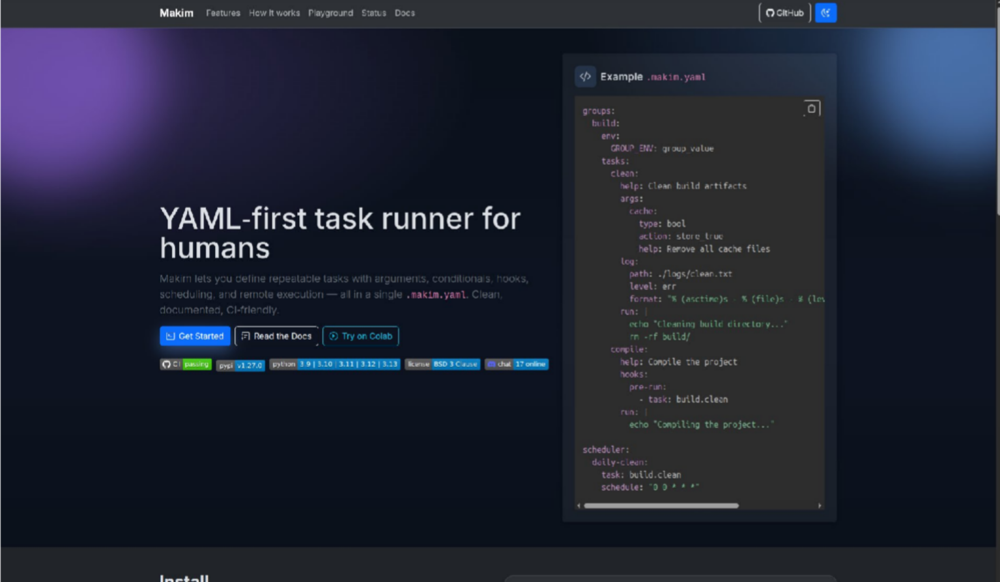 Makim Features How It works Playground Status Docs GitHub
YAML-first task runner for
humans
Makim lets you define repeatable tasks with arguments, conditionals, hooks,
scheduling, and remote execution — all in a single .makim.yaml. Clean,
documented, CI-friendly.
Get Started Read the Docs Try on Colab
CI passing pypi v1.27.0 python 3.9 | 3.10 | 3.11 | 3.12 | 3.13 license BSD 3 Clause chat 17 online
</> Example .makim.yaml
groups:
build:
env:
GROUP_ENV: group_value
tasks:
clean:
help: Clean build artifacts
args:
cache:
type: bool
action: store_true
help: Remove all cache files
log:
path: ./logs/clean.txt
level: err
format: "% (asctime)s - % (file)s - % (lev
run: |
echo "Cleaning build directory..."
rm -rf build/
compile:
help: Compile the project
hooks:
pre-run:
- task: build.clean
run: |
echo "Compiling the project..."
scheduler:
daily-clean:
task: build.clean
schedule: "0 0 * * *"
Install